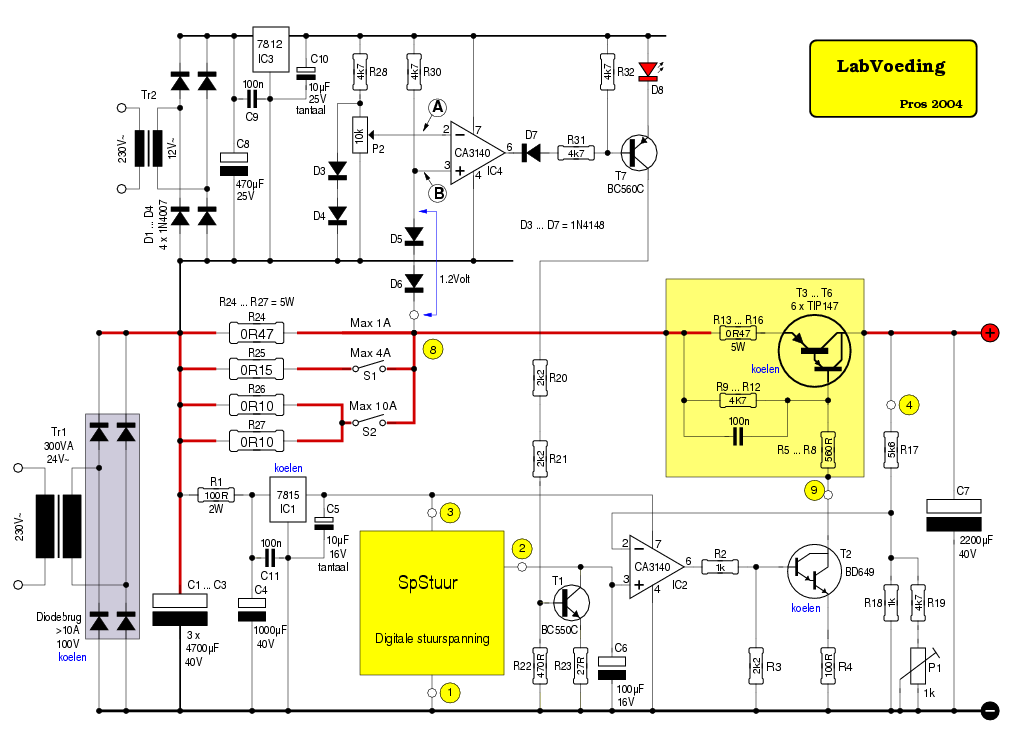 LabVoeding
Pros 2004
7812
IC3
C10
10µF
25V
tantaal
100n
C9
C8
470µF
25V
Tr2
230V~
12V~
D1 ... D4
4 x 1N4007
4k7
R28
4k7
R30
10k
P2
D3
D4
A
B
2
3
7
4
6
CA3140
IC4
D7
R31
4k7
4k7
R32
D8
T7
BC560C
D3 ... D7 = 1N4148
D5
D6
1.2Volt
R24 ... R27 = 5W
R24
0R47
Max 1A
R25
0R15
Max 4A
S1
R26
0R10
Max 10A
R27
0R10
S2
8
T3 ... T6
6 x TIP147
R13 ... R16
0R47
5W
koelen
R9 ... R12
4K7
100n
R5 ... R8
560R
9
4
5k6
R17
C7
2200µF
40V
2k2
R20
2k2
R21
Tr1
300VA
24V~
230V~
Diodebrug
>10A
100V
koelen
C1 ... C3
3 x
4700µF
40V
R1
100R
2W
koelen
7815
IC1
C5
10µF
16V
tantaal
100n
C11
C4
1000µF
40V
3
SpStuur
Digitale stuurspanning
1
2
T1
BC550C
R22
470R
R23
27R
C6
100µF
16V
2
3
7
4
6
CA3140
IC2
R2
1k
T2
BD649
koelen
2k2
R3
100R
R4
R18
1k
4k7
R19
P1
1k
+
−